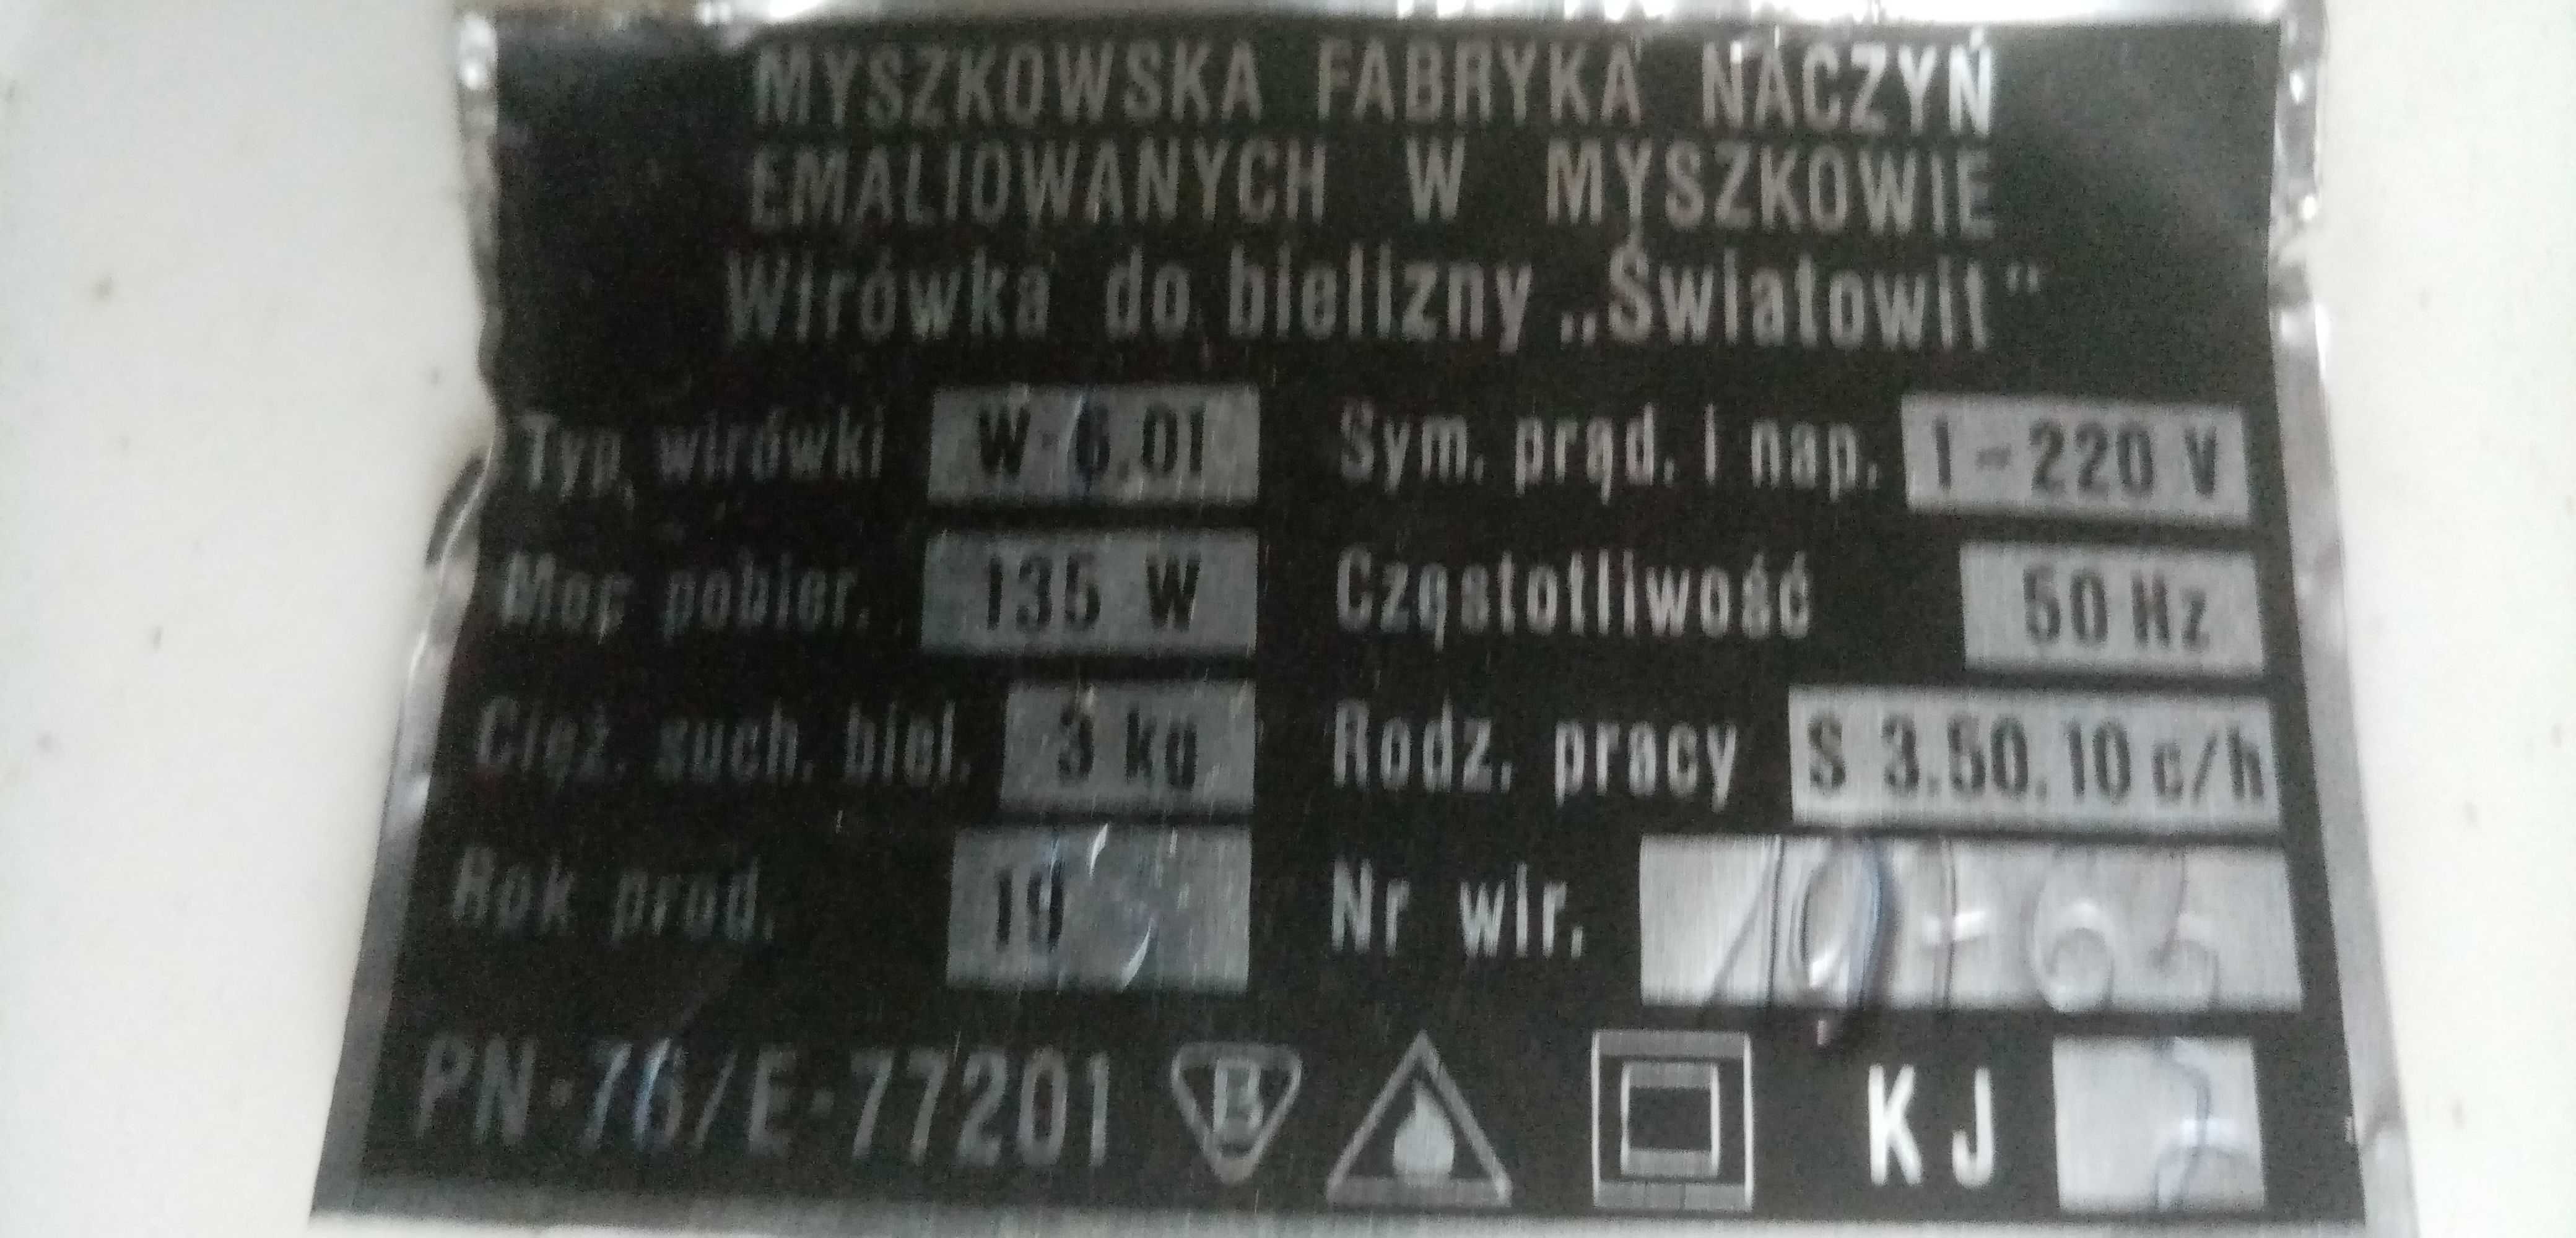 MYSZKOWSKA FABRYKA NACZYŃ
EMALIOWANYCH W MYSZKOWIE
Wirówka do bielizny „Światowit"
Typ. wirówki W-6.01 Sym. prąd. i nap. 1~220 V
Moc pobier. 135 W Częstotliwość 50 Hz
Cięż. such. biel. 3 kg Rodz. pracy S 3.50.10 c/h
Rok prod. 19 Nr wir.
PN-76/E-77201 B KJ